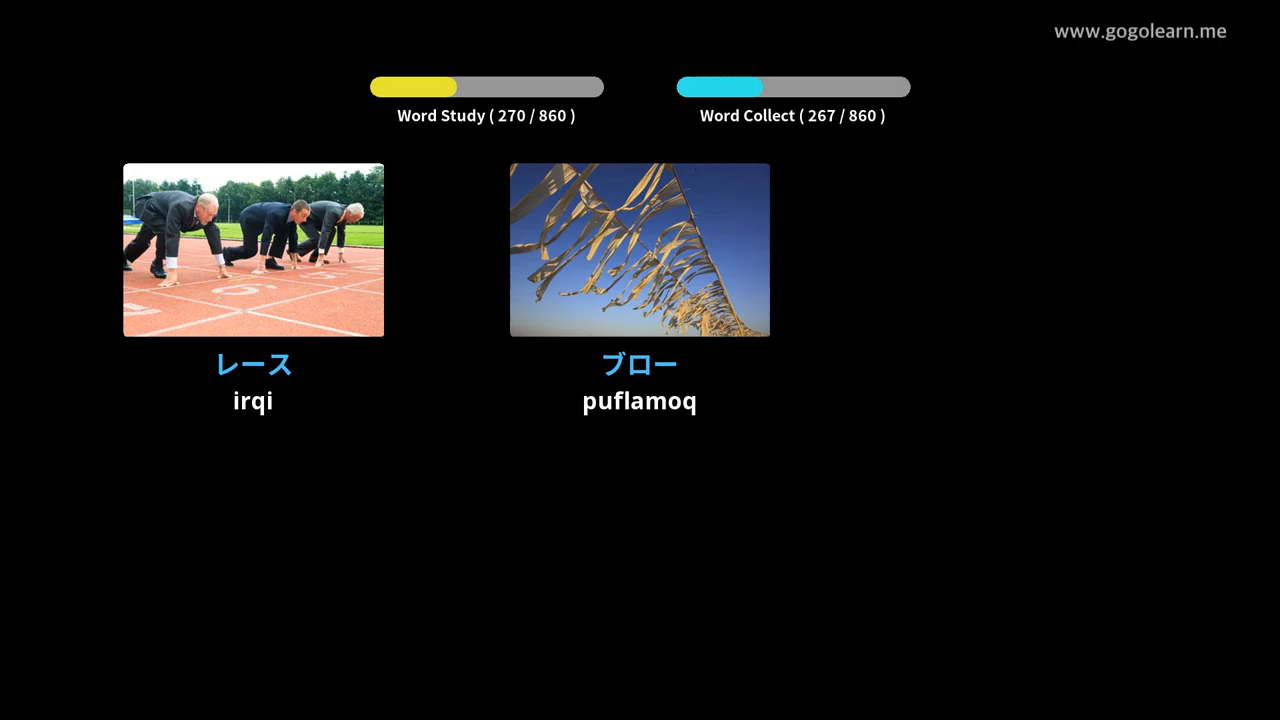 www.gogolearn.me
Word Study ( 270 / 860 )
Word Collect ( 267 / 860 )
レース
irqi
ブロー
puflamoq